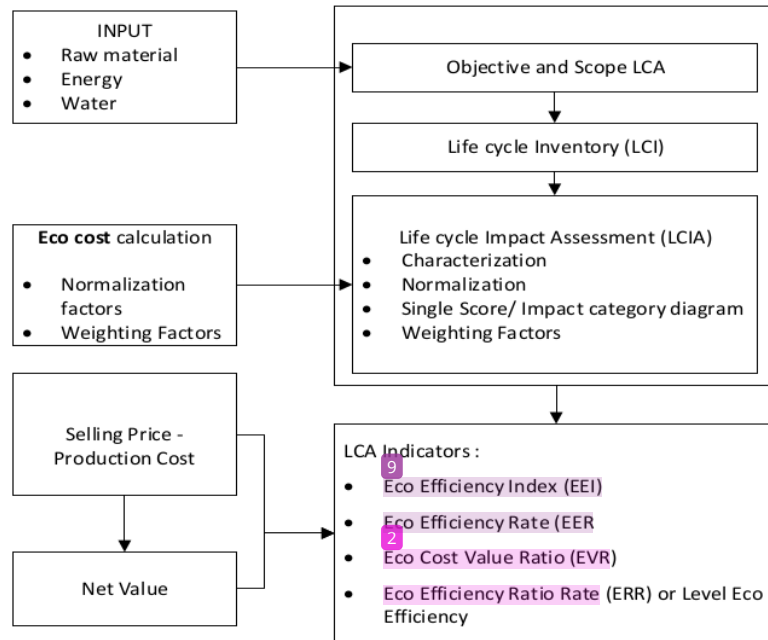 INPUT
• Raw material
• Energy
• Water
Objective and Scope LCA
Life cycle Inventory (LCI)
Eco cost calculation
• Normalization
factors
• Weighting Factors
Life cycle Impact Assessment (LCIA)
• Characterization
• Normalization
• Single Score/ Impact category diagram
• Weighting Factors
Selling Price -
Production Cost
Net Value
LCA Indicators :
9
• Eco Efficiency Index (EEI)
• Eco Efficiency Rate (EER
2
• Eco Cost Value Ratio (EVR)
• Eco Efficiency Ratio Rate (ERR) or Level Eco
Efficiency